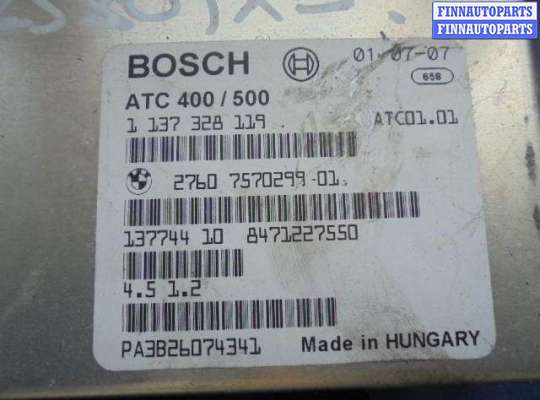 FINNAUTOPARTS
FINNAUTOPARTS
BOSCH
01-07-07
658
ATC 400 / 500
1 137 328 119
ATC01.01
2760 7570299-01
137744 10 8471227550
4.5 1.2
PA3B26074341
Made in HUNGARY